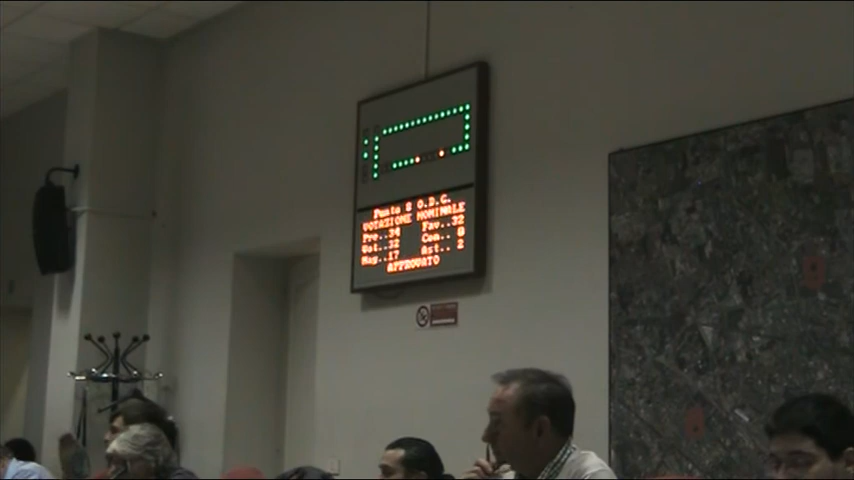 Punto 8 O.D.G.
VOTAZIONE NOMINALE
Pre..34 Fav..32
Vot..32 Con.. 0
Mag..17 Ast.. 2
APPROVATO